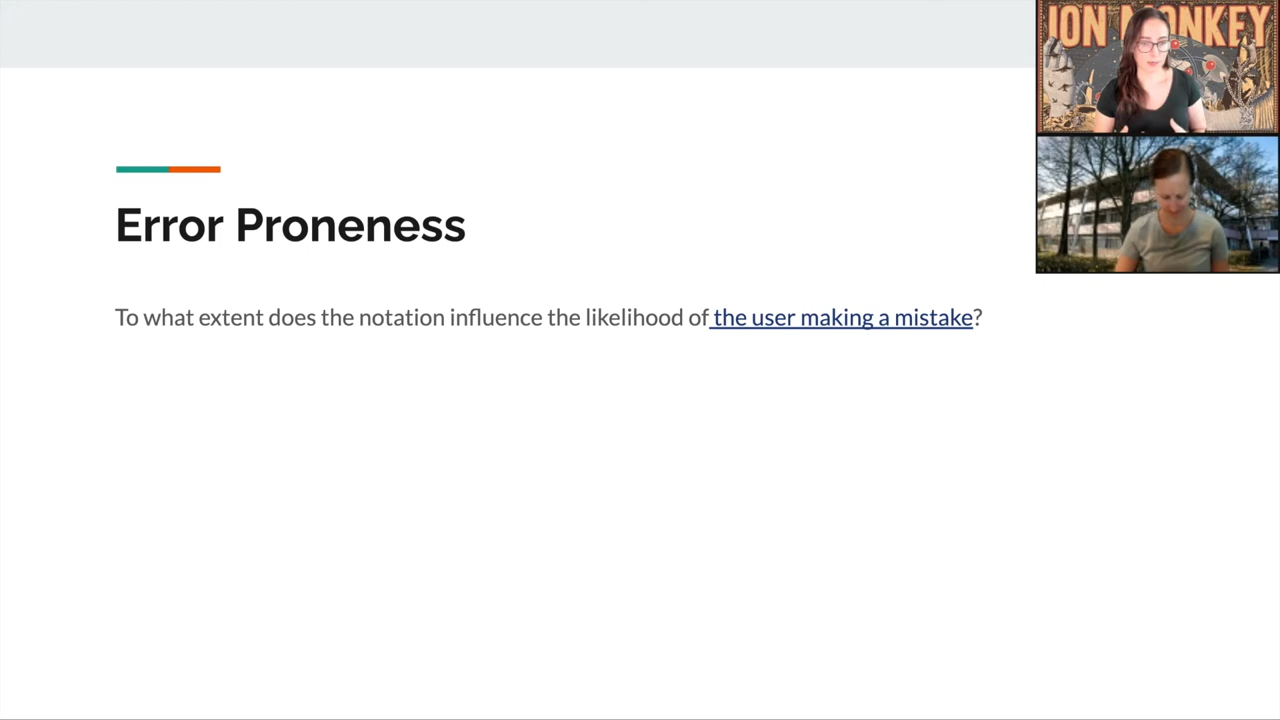 ION MONKEY
Error Proneness
To what extent does the notation influence the likelihood of the user making a mistake?